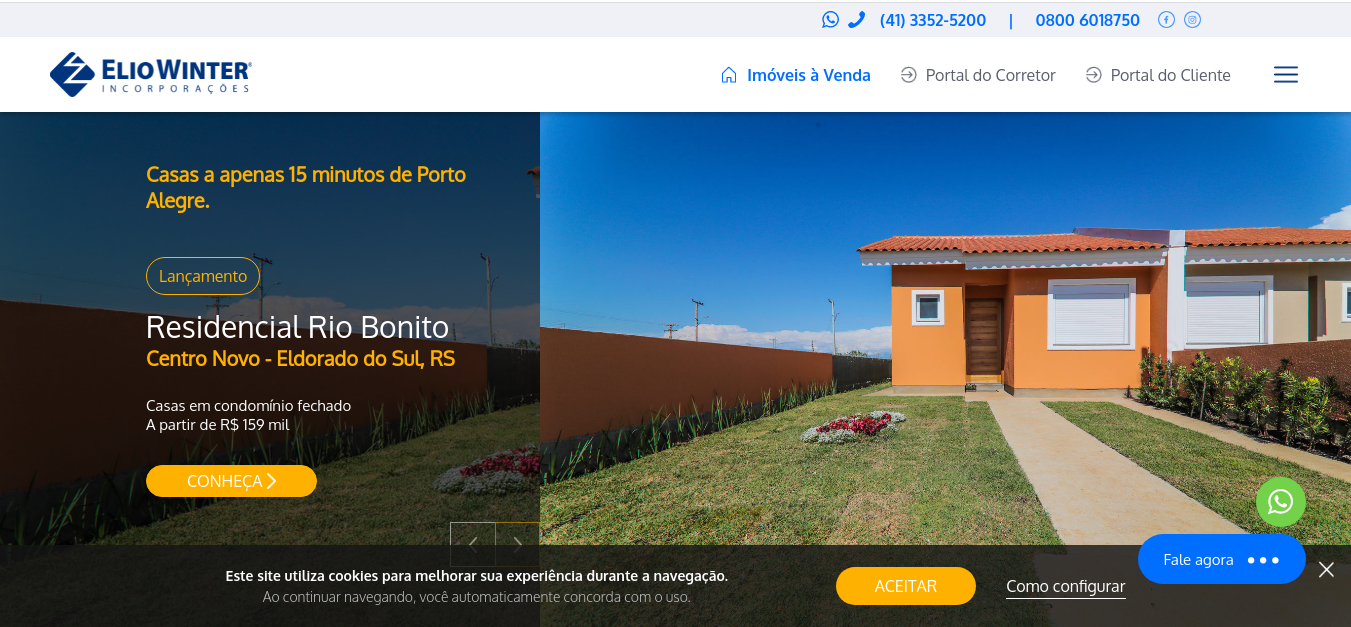 (41) 3352-5200 | 0800 6018750
ELIO WINTER
INCORPORAÇÕES
Imóveis à Venda
Portal do Corretor
Portal do Cliente
Casas a apenas 15 minutos de Porto
Alegre.
Lançamento
Residencial Rio Bonito
Centro Novo - Eldorado do Sul, RS
Casas em condomínio fechado
A partir de R$ 159 mil
CONHEÇA
Fale agora
Este site utiliza cookies para melhorar sua experiência durante a navegação.
Ao continuar navegando, você automaticamente concorda com o uso.
ACEITAR
Como configurar